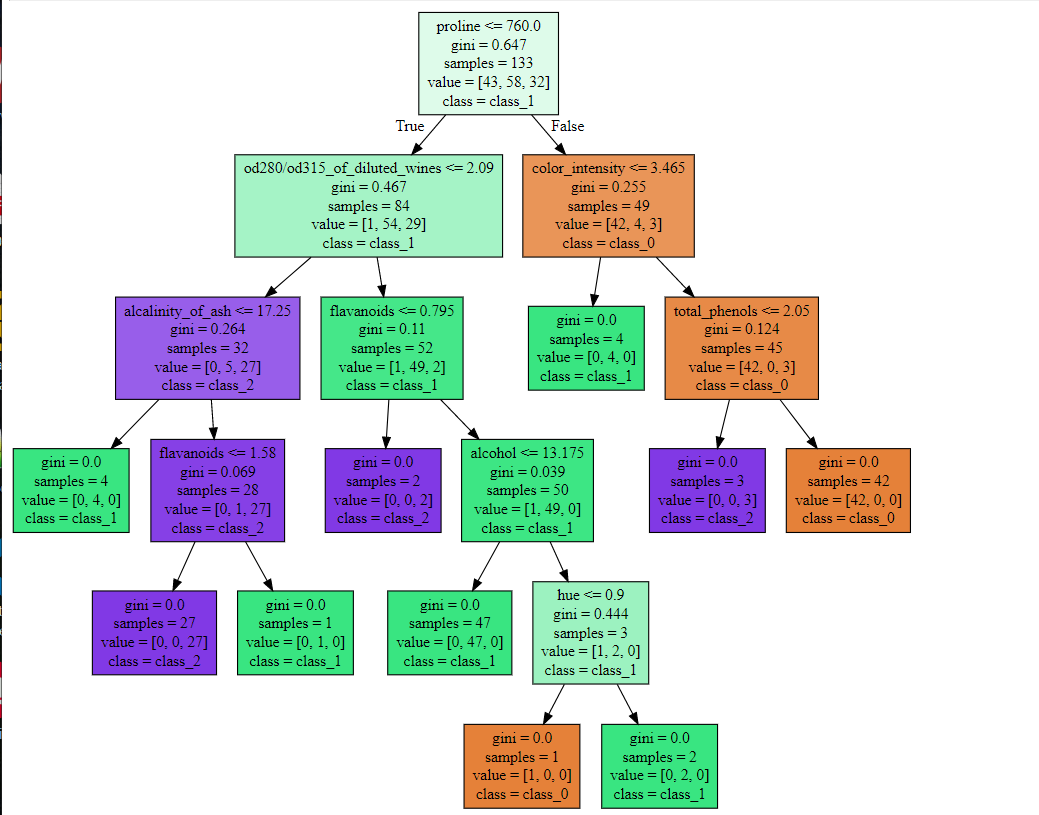 proline <= 760.0
gini = 0.647
samples = 133
value = [43, 58, 32]
class = class_1
True
False
od280/od315_of_diluted_wines <= 2.09
gini = 0.467
samples = 84
value = [1, 54, 29]
class = class_1
color_intensity <= 3.465
gini = 0.255
samples = 49
value = [42, 4, 3]
class = class_0
alcalinity_of_ash <= 17.25
gini = 0.264
samples = 32
value = [0, 5, 27]
class = class_2
flavanoids <= 0.795
gini = 0.11
samples = 52
value = [1, 49, 2]
class = class_1
gini = 0.0
samples = 4
value = [0, 4, 0]
class = class_1
total_phenols <= 2.05
gini = 0.124
samples = 45
value = [42, 0, 3]
class = class_0
gini = 0.0
samples = 4
value = [0, 4, 0]
class = class_1
flavanoids <= 1.58
gini = 0.069
samples = 28
value = [0, 1, 27]
class = class_2
gini = 0.0
samples = 2
value = [0, 0, 2]
class = class_2
alcohol <= 13.175
gini = 0.039
samples = 50
value = [1, 49, 0]
class = class_1
gini = 0.0
samples = 3
value = [0, 0, 3]
class = class_2
gini = 0.0
samples = 42
value = [42, 0, 0]
class = class_0
gini = 0.0
samples = 27
value = [0, 0, 27]
class = class_2
gini = 0.0
samples = 1
value = [0, 1, 0]
class = class_1
gini = 0.0
samples = 47
value = [0, 47, 0]
class = class_1
hue <= 0.9
gini = 0.444
samples = 3
value = [1, 2, 0]
class = class_1
gini = 0.0
samples = 1
value = [1, 0, 0]
class = class_0
gini = 0.0
samples = 2
value = [0, 2, 0]
class = class_1